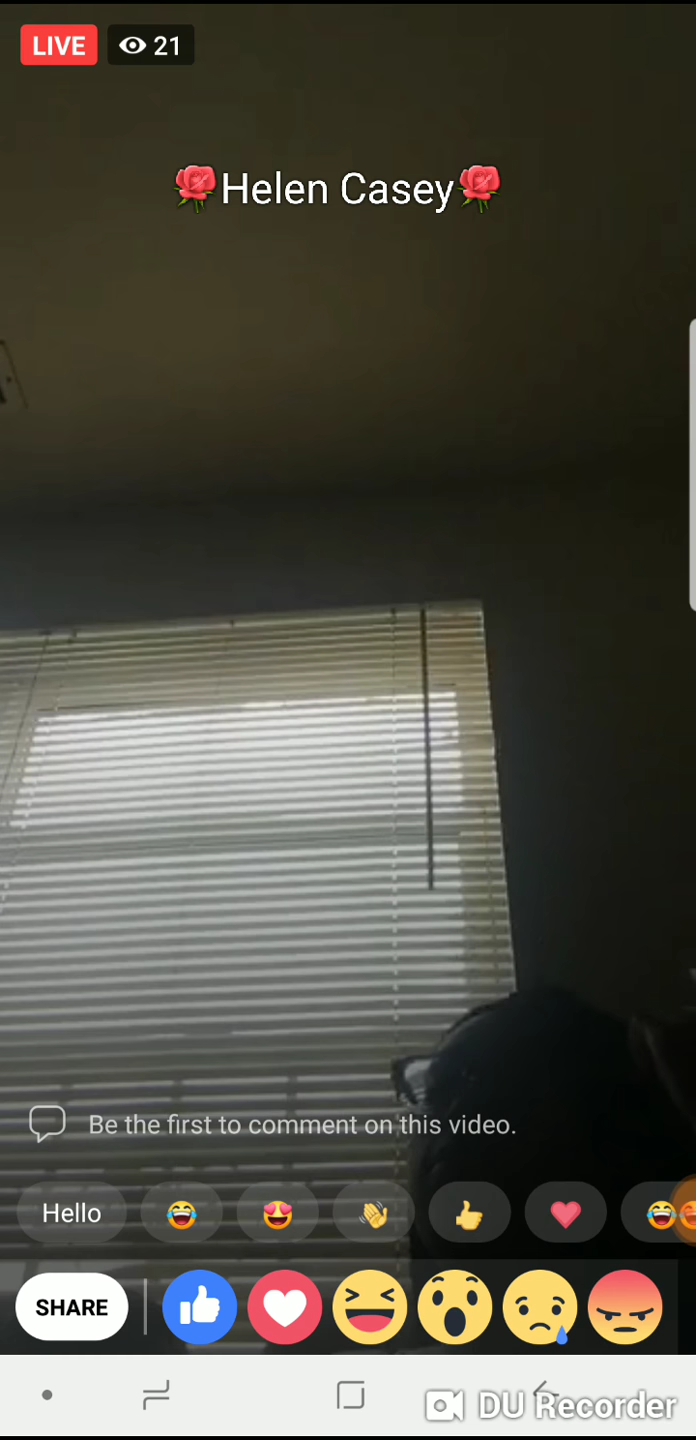 LIVE 21
🌹Helen Casey🌹
Be the first to comment on this video.
Hello
SHARE
DU Recorder